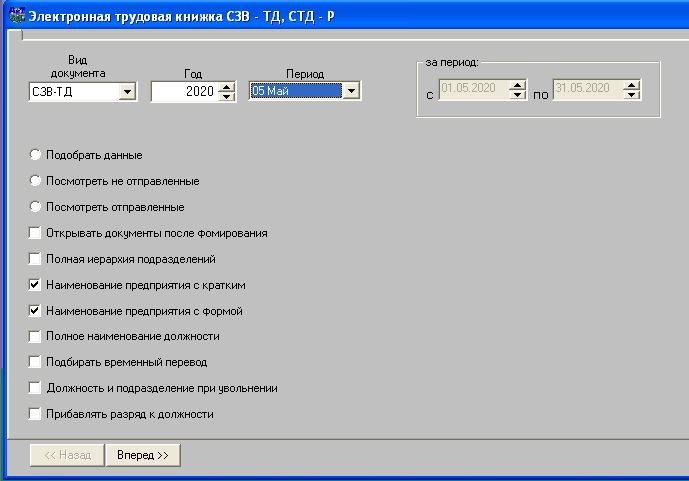 Электронная трудовая книжка СЗВ - ТД, СТД - Р
Вид
документа
Год
Период
за период:
СЗВ-ТД
2020
05 Май
с 01.05.2020 по 31.05.2020
Подобрать данные
Посмотреть не отправленные
Посмотреть отправленные
Открывать документы после фомирования
Полная иерархия подразделений
Наименование предприятия с кратким
Наименование предприятия с формой
Полное наименование должности
Подбирать временный перевод
Должность и подразделение при увольнении
Прибавлять разряд к должности
<< Назад
Вперед >>